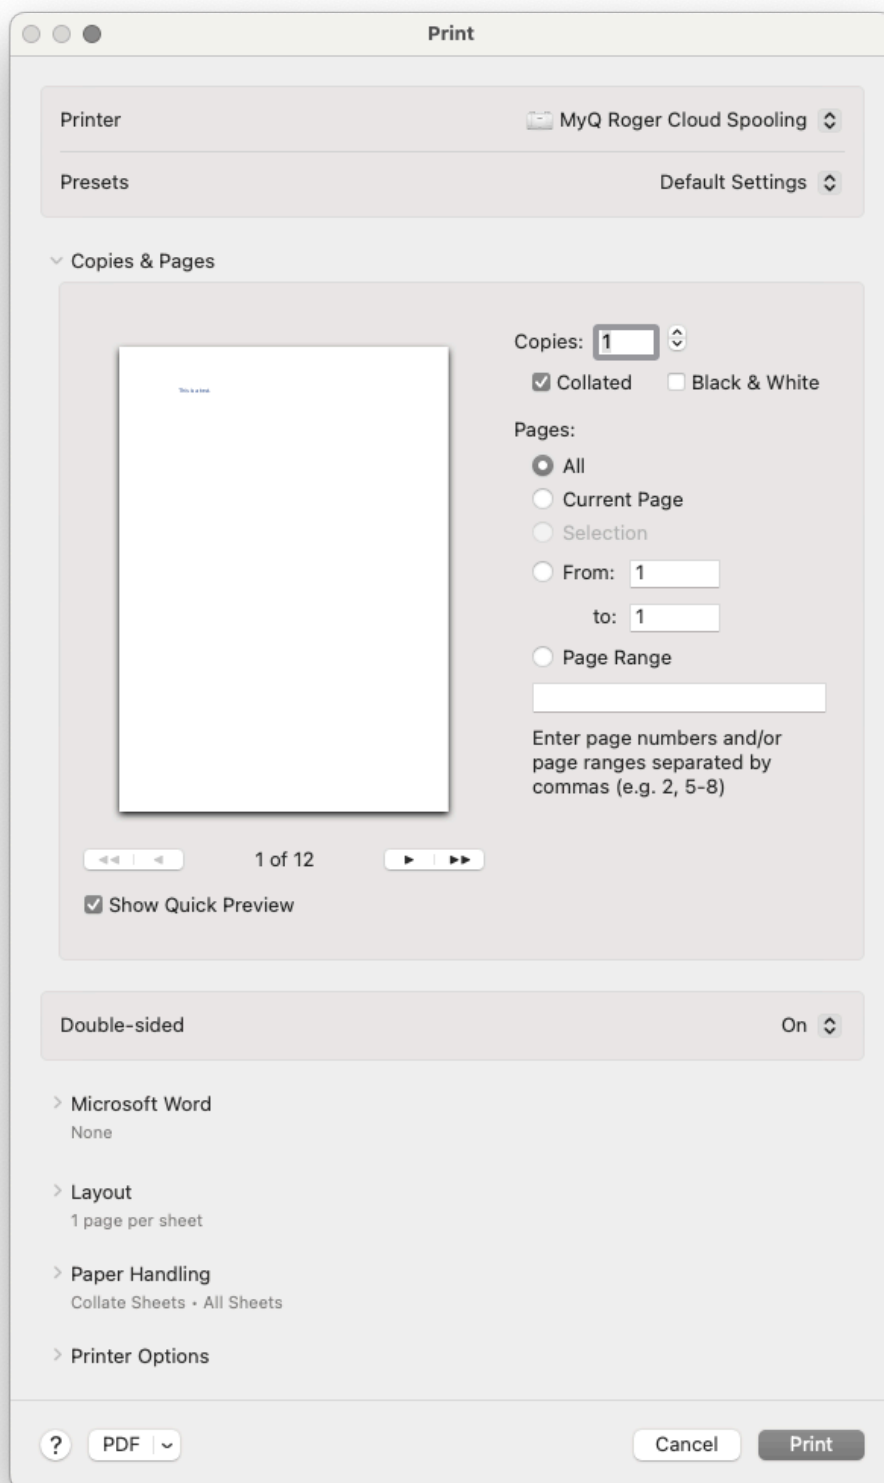 Print
Printer MyQ Roger Cloud Spooling
Presets Default Settings
Copies & Pages
This is a test
Copies: 1
Collated Black & White
Pages:
All
Current Page
Selection
From: 1
to: 1
Page Range
Enter page numbers and/or
page ranges separated by
commas (e.g. 2, 5-8)
1 of 12
Show Quick Preview
Double-sided On
Microsoft Word
None
Layout
1 page per sheet
Paper Handling
Collate Sheets • All Sheets
Printer Options
? PDF Cancel Print